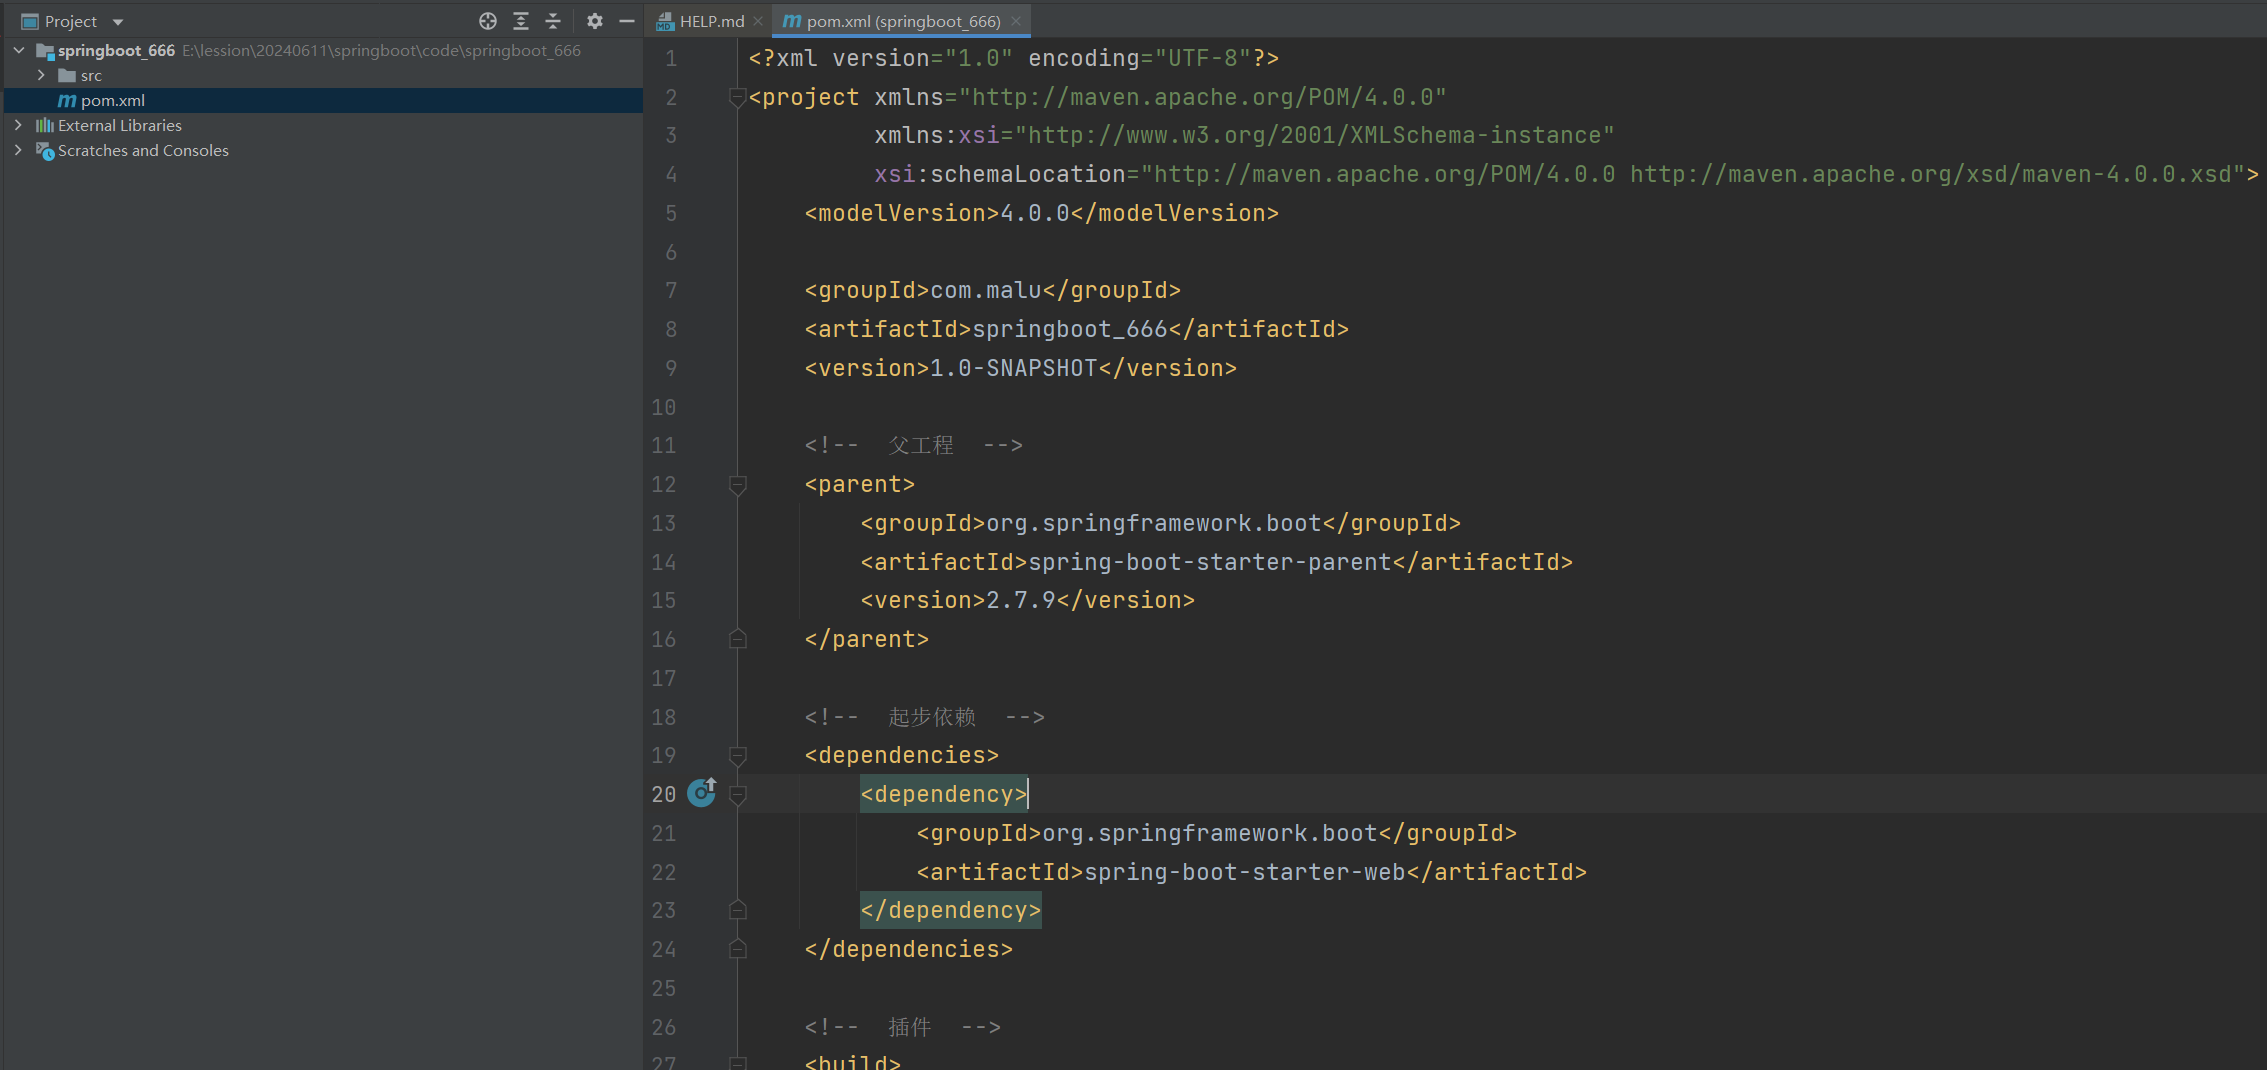 Project
springboot_666 E:\lession\20240611\springboot\code\springboot_666
src
pom.xml
External Libraries
Scratches and Consoles
HELP.md
pom.xml (springboot_666)
1 <?xml version="1.0" encoding="UTF-8"?>
2 <project xmlns="http://maven.apache.org/POM/4.0.0"
3 xmlns:xsi="http://www.w3.org/2001/XMLSchema-instance"
4 xsi:schemaLocation="http://maven.apache.org/POM/4.0.0 http://maven.apache.org/xsd/maven-4.0.0.xsd">
5 <modelVersion>4.0.0</modelVersion>
6
7 <groupId>com.malu</groupId>
8 <artifactId>springboot_666</artifactId>
9 <version>1.0-SNAPSHOT</version>
10
11 <!-- 父工程 -->
12 <parent>
13 <groupId>org.springframework.boot</groupId>
14 <artifactId>spring-boot-starter-parent</artifactId>
15 <version>2.7.9</version>
16 </parent>
17
18 <!-- 起步依赖 -->
19 <dependencies>
20 <dependency>
21 <groupId>org.springframework.boot</groupId>
22 <artifactId>spring-boot-starter-web</artifactId>
23 </dependency>
24 </dependencies>
25
26 <!-- 插件 -->
27 <build>